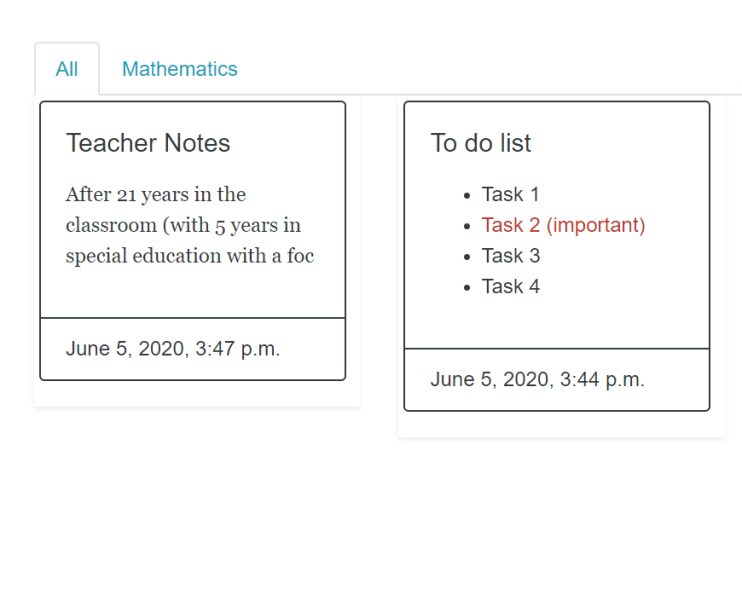 All Mathematics
Teacher Notes
After 21 years in the
classroom (with 5 years in
special education with a foc
June 5, 2020, 3:47 p.m.
To do list
Task 1
Task 2 (important)
Task 3
Task 4
June 5, 2020, 3:44 p.m.